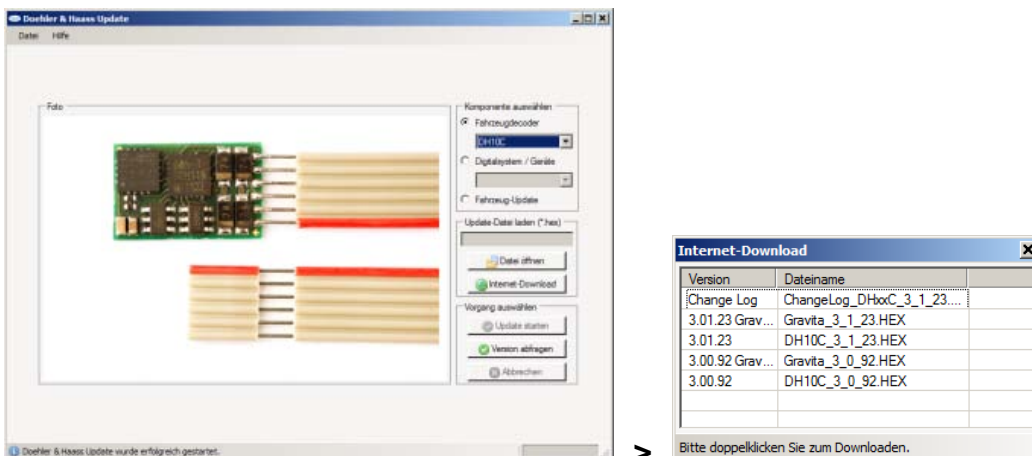 Doehler & Haass Update
Datei Hilfe
Foto
Komponente auswählen
Fahrzeugdecoder
DH10C
Digitalsystem / Geräte
Fahrzeug-Update
Update-Datei laden (*.hex)
Datei öffnen
Internet-Download
Vorgang auswählen
Update starten
Version abfragen
Abbrechen
Doehler & Haass Update wurde erfolgreich gestartet.
>
Internet-Download
Version Dateiname
Change Log ChangeLog_DHxxC_3_1_23....
3.01.23 Grav... Gravita_3_1_23.HEX
3.01.23 DH10C_3_1_23.HEX
3.00.92 Grav... Gravita_3_0_92.HEX
3.00.92 DH10C_3_0_92.HEX
Bitte doppelklicken Sie zum Downloaden.